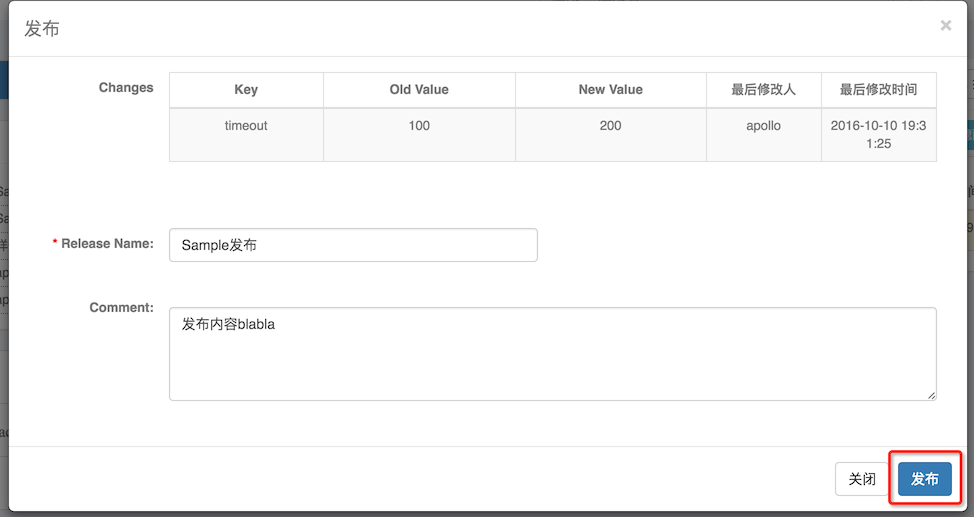 发布 ×
Changes
Key Old Value New Value 最后修改人 最后修改时间
timeout 100 200 apollo 2016-10-10 19:3
1:25
* Release Name: Sample发布
Comment:
发布内容blabla
关闭 发布